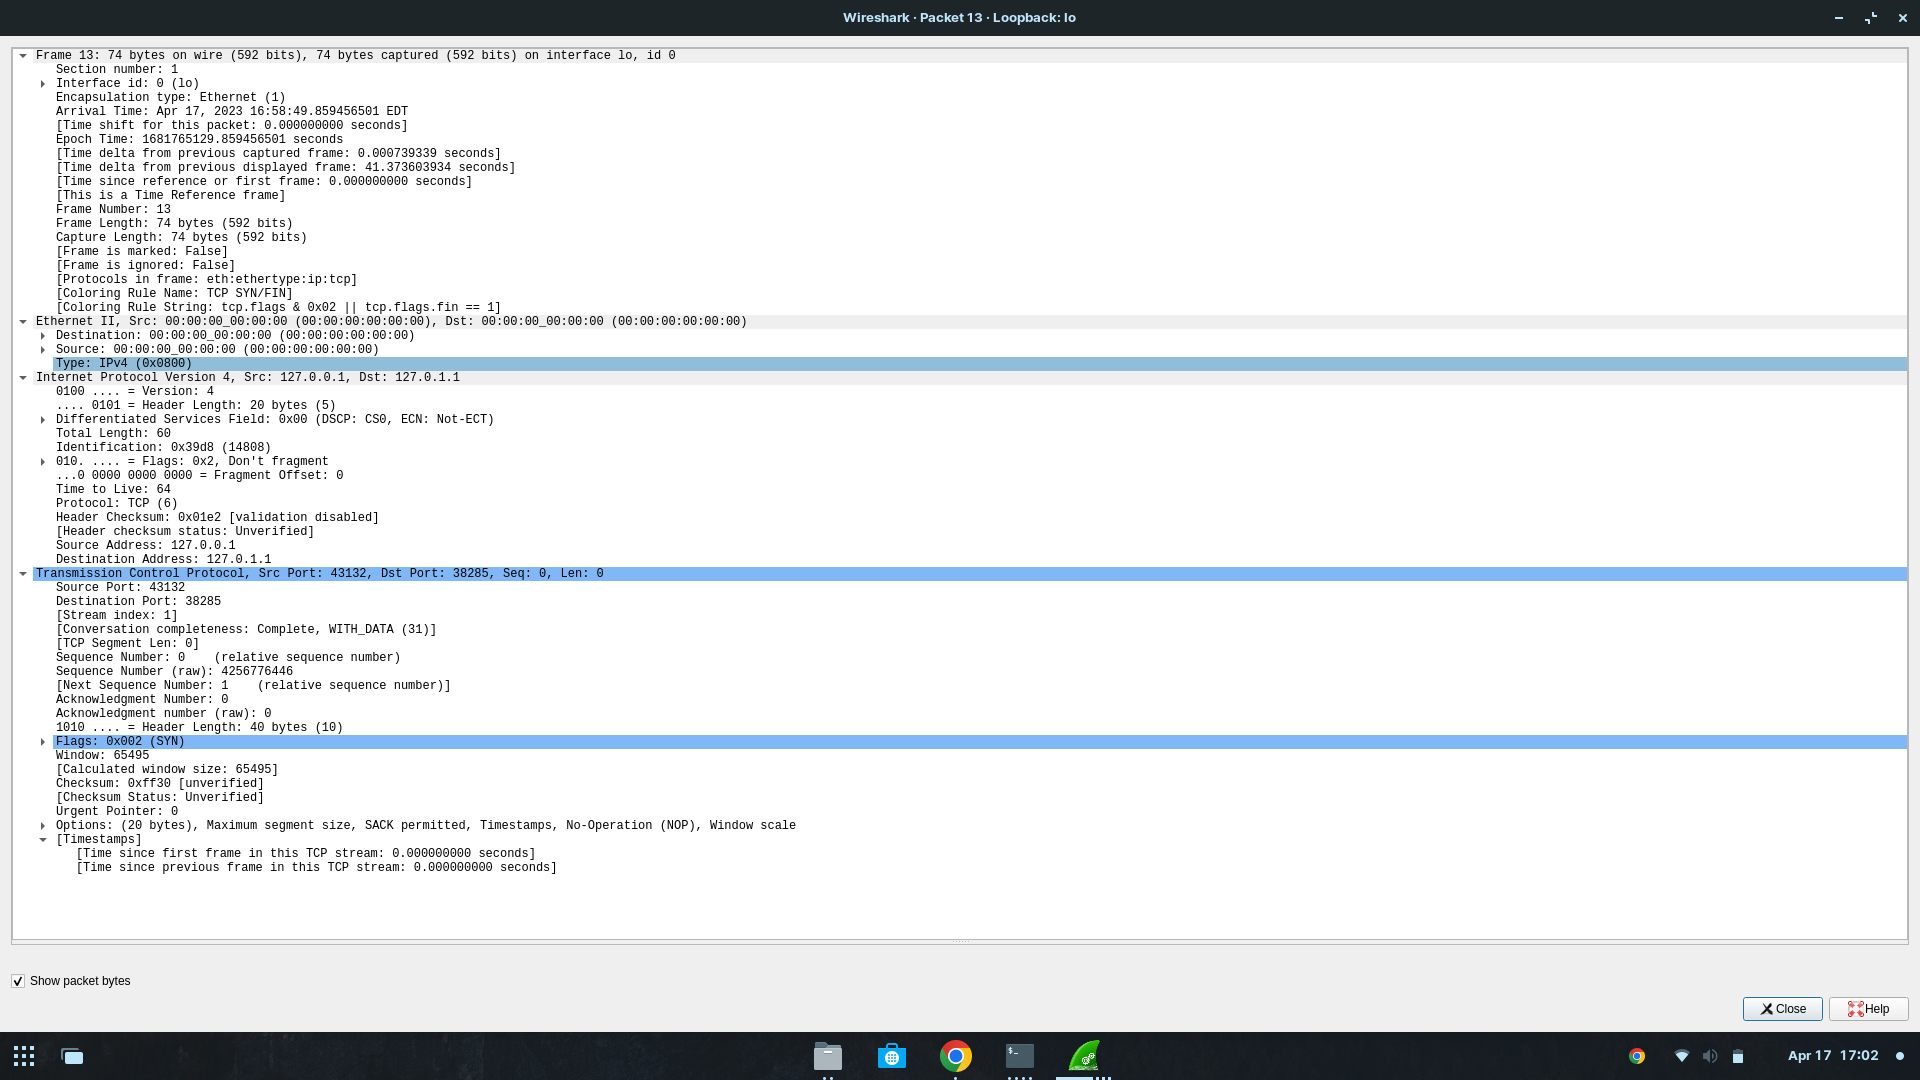 Wireshark · Packet 13 · Loopback: lo
Frame 13: 74 bytes on wire (592 bits), 74 bytes captured (592 bits) on interface lo, id 0
Section number: 1
Interface id: 0 (lo)
Encapsulation type: Ethernet (1)
Arrival Time: Apr 17, 2023 16:58:49.859456501 EDT
[Time shift for this packet: 0.000000000 seconds]
Epoch Time: 1681765129.859456501 seconds
[Time delta from previous captured frame: 0.000739339 seconds]
[Time delta from previous displayed frame: 41.373603934 seconds]
[Time since reference or first frame: 0.000000000 seconds]
[This is a Time Reference frame]
Frame Number: 13
Frame Length: 74 bytes (592 bits)
Capture Length: 74 bytes (592 bits)
[Frame is marked: False]
[Frame is ignored: False]
[Protocols in frame: eth:ethertype:ip:tcp]
[Coloring Rule Name: TCP SYN/FIN]
[Coloring Rule String: tcp.flags & 0x02 || tcp.flags.fin == 1]
Ethernet II, Src: 00:00:00_00:00:00 (00:00:00:00:00:00), Dst: 00:00:00_00:00:00 (00:00:00:00:00:00)
Destination: 00:00:00_00:00:00 (00:00:00:00:00:00)
Source: 00:00:00_00:00:00 (00:00:00:00:00:00)
Type: IPv4 (0x0800)
Internet Protocol Version 4, Src: 127.0.0.1, Dst: 127.0.1.1
0100 .... = Version: 4
.... 0101 = Header Length: 20 bytes (5)
Differentiated Services Field: 0x00 (DSCP: CS0, ECN: Not-ECT)
Total Length: 60
Identification: 0x39d8 (14808)
010. .... = Flags: 0x2, Don't fragment
...0 0000 0000 0000 = Fragment Offset: 0
Time to Live: 64
Protocol: TCP (6)
Header Checksum: 0x01e2 [validation disabled]
[Header checksum status: Unverified]
Source Address: 127.0.0.1
Destination Address: 127.0.1.1
Transmission Control Protocol, Src Port: 43132, Dst Port: 38285, Seq: 0, Len: 0
Source Port: 43132
Destination Port: 38285
[Stream index: 1]
[Conversation completeness: Complete, WITH_DATA (31)]
[TCP Segment Len: 0]
Sequence Number: 0    (relative sequence number)
Sequence Number (raw): 4256776446
[Next Sequence Number: 1    (relative sequence number)]
Acknowledgment Number: 0
Acknowledgment number (raw): 0
1010 .... = Header Length: 40 bytes (10)
Flags: 0x002 (SYN)
Window: 65495
[Calculated window size: 65495]
Checksum: 0xff30 [unverified]
[Checksum Status: Unverified]
Urgent Pointer: 0
Options: (20 bytes), Maximum segment size, SACK permitted, Timestamps, No-Operation (NOP), Window scale
[Timestamps]
[Time since first frame in this TCP stream: 0.000000000 seconds]
[Time since previous frame in this TCP stream: 0.000000000 seconds]
Show packet bytes
Close
Help
$-
Apr 17 17:02